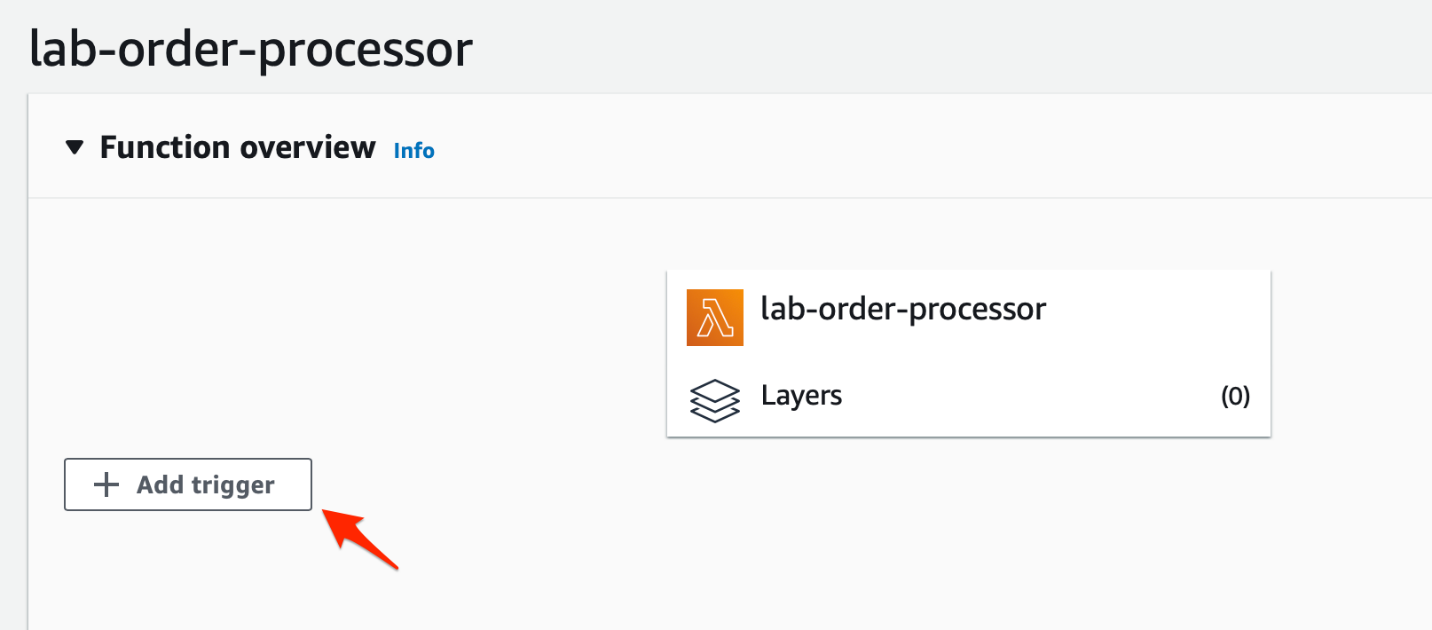 lab-order-processor
Function overview Info
lab-order-processor
Layers (0)
Add trigger